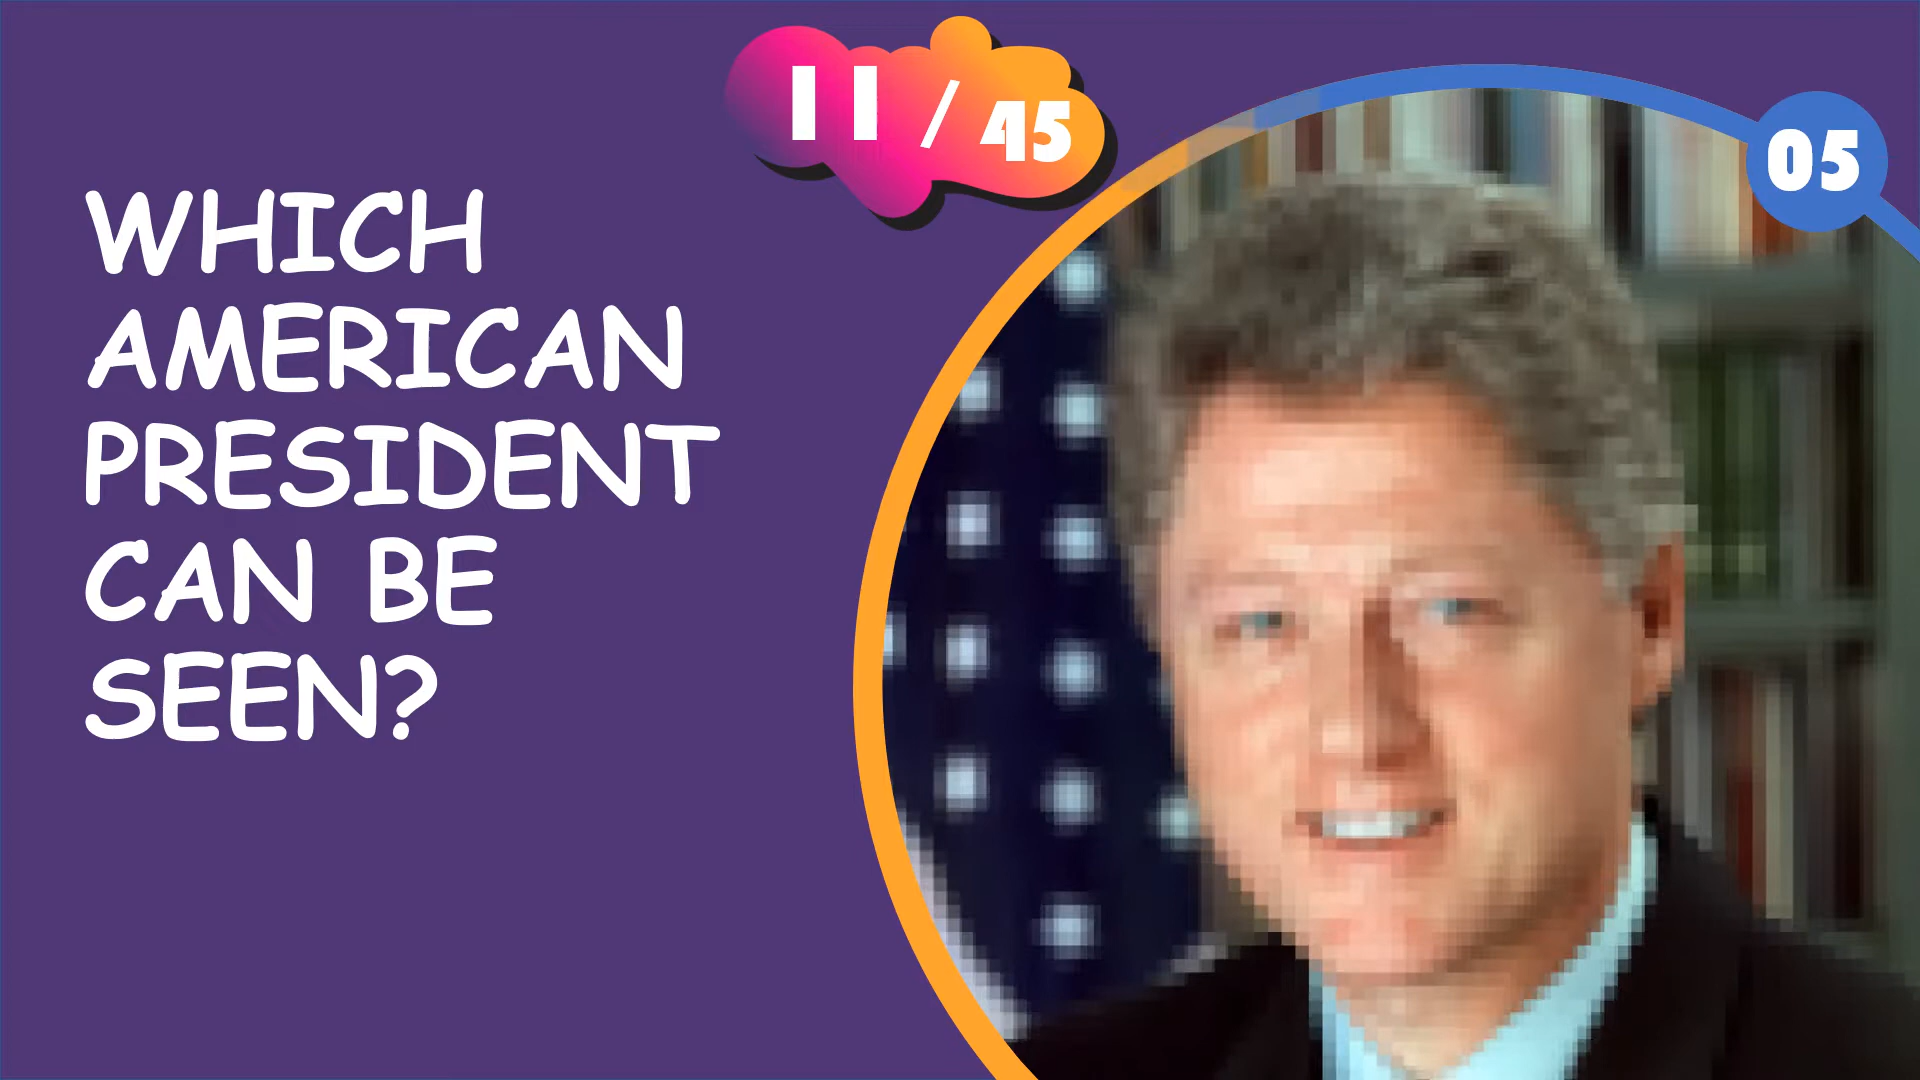 11 / 45
05
WHICH
AMERICAN
PRESIDENT
CAN BE
SEEN?